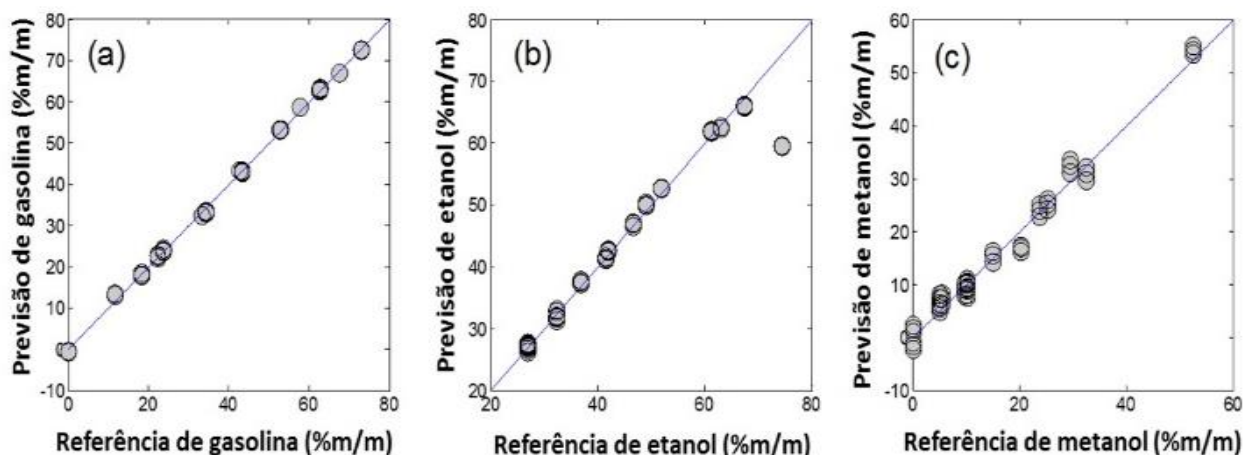 (a)
Previsão de gasolina (%m/m)
80
70
60
50
40
30
20
10
-10
0 20 40 60 80
Referência de gasolina (%m/m)
(b)
Previsão de etanol (%m/m)
80
70
60
50
40
30
20
20 40 60 80
Referência de etanol (%m/m)
(c)
Previsão de metanol (%m/m)
60
50
40
30
20
10
-10
0 20 40 60
Referência de metanol (%m/m)